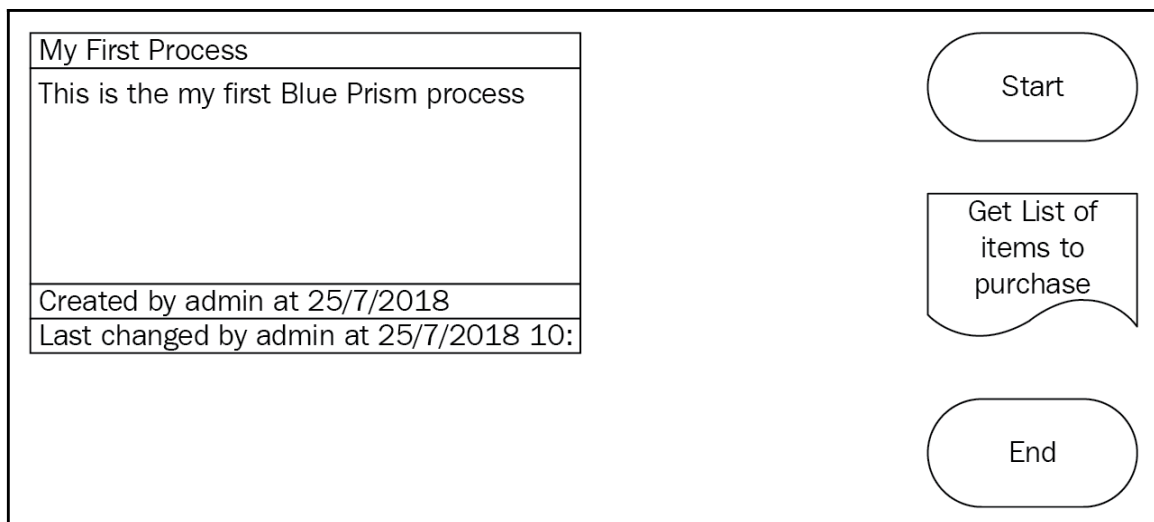 My First Process
This is the my first Blue Prism process
Created by admin at 25/7/2018
Last changed by admin at 25/7/2018 10:
Start
Get List of
items to
purchase
End